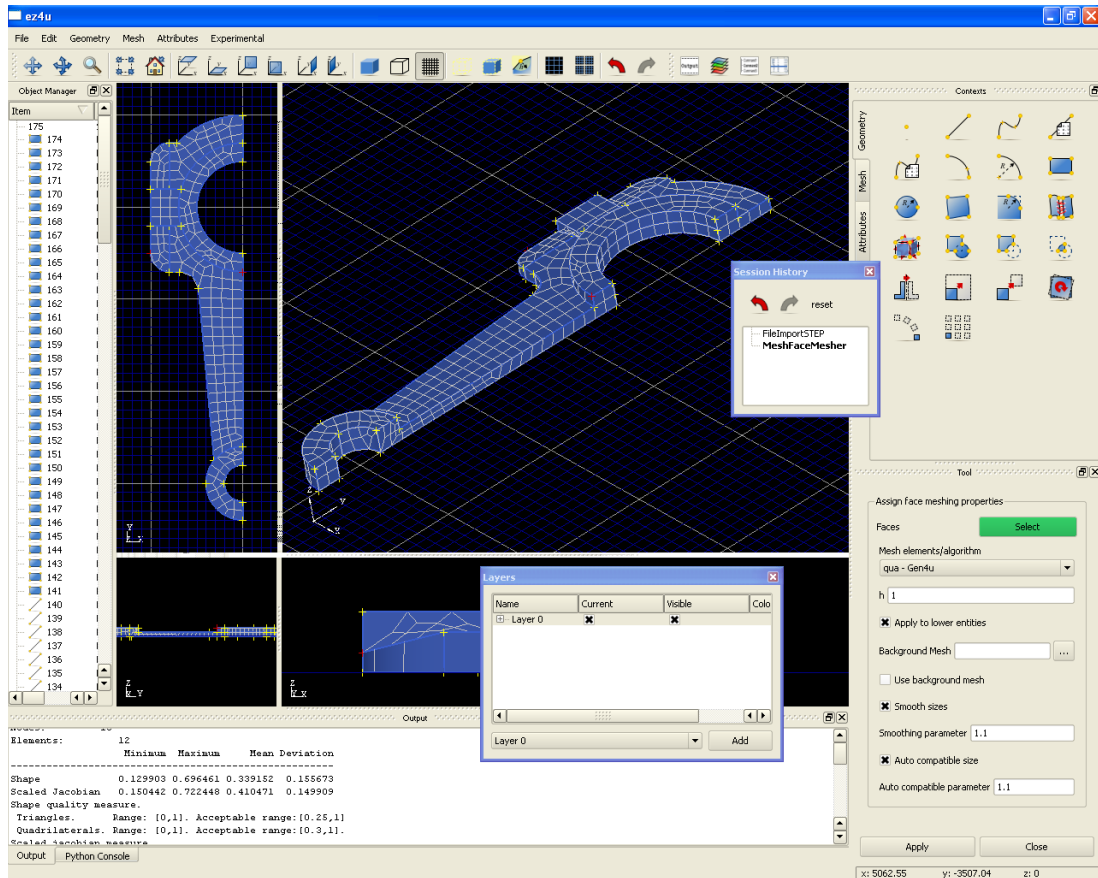 ez4u
File Edit Geometry Mesh Attributes Experimental
Object Manager
Item
175
174
173
172
171
170
169
168
167
166
165
164
163
162
161
160
159
158
157
156
155
154
153
152
151
150
149
148
147
146
145
144
143
142
141
140
139
138
137
136
135
134
Contexts
Geometry
Mesh
Attributes
Session History
reset
FileImportSTEP
MeshFaceMesher
Layers
Name Current Visible Colo
Layer 0
Layer 0 Add
Tool
Assign face meshing properties
Faces Select
Mesh elements/algorithm
qua - Gen4u
h 1
Apply to lower entities
Background Mesh ...
Use background mesh
Smooth sizes
Smoothing parameter 1.1
Auto compatible size
Auto compatible parameter 1.1
Apply Close
Output
Elements: 12
Minimum Maximum Mean Deviation
Shape 0.129903 0.696461 0.339152 0.155673
Scaled Jacobian 0.150442 0.722448 0.410471 0.149909
Shape quality measure.
Triangles. Range: [0,1]. Acceptable range:[0.25,1]
Quadrilaterals. Range: [0,1]. Acceptable range:[0.3,1].
Scaled jacobian measure
Output Python Console
x: 5062.55 y: -3507.04 z: 0